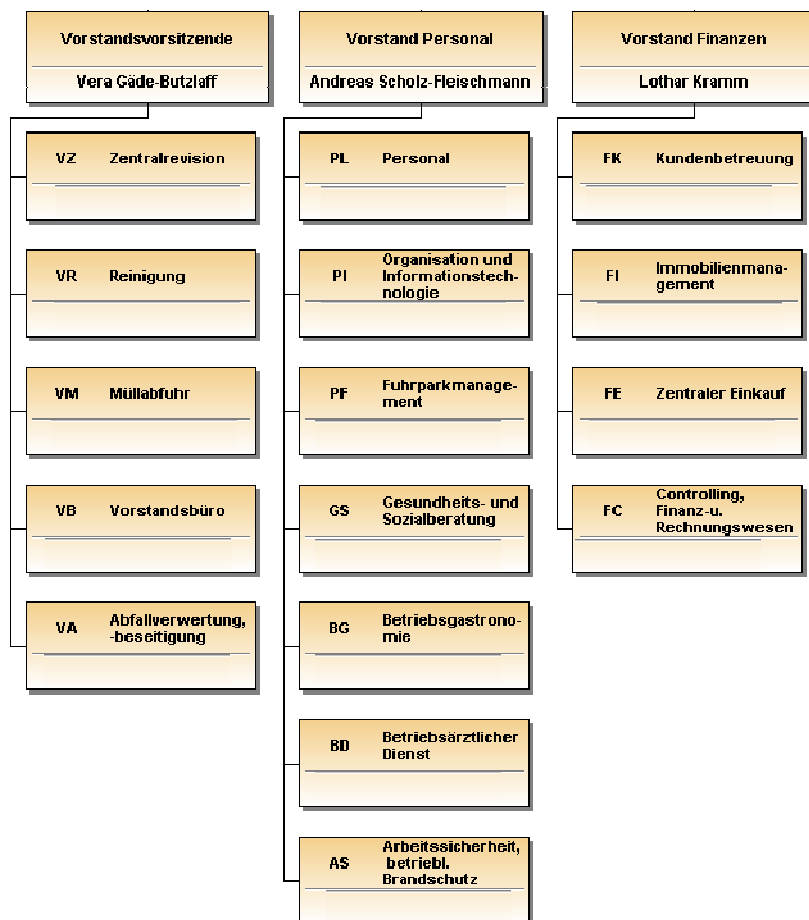 Vorstandsvorsitzende
Vera Gäde-Butzlaff
VZ Zentralrevision
VR Reinigung
VM Müllabfuhr
VB Vorstandsbüro
VA Abfallverwertung,
-beseitigung
Vorstand Personal
Andreas Scholz-Fleischmann
PL Personal
PI Organisation und
Informationstech-
nologie
PF Fuhrparkmanage-
ment
GS Gesundheits- und
Sozialberatung
BG Betriebsgastrono-
mie
BD Betriebsärztlicher
Dienst
AS Arbeitssicherheit,
betriebl.
Brandschutz
Vorstand Finanzen
Lothar Kramm
FK Kundenbetreuung
FI Immobilienmana-
gement
FE Zentraler Einkauf
FC Controlling,
Finanz-u.
Rechnungswesen